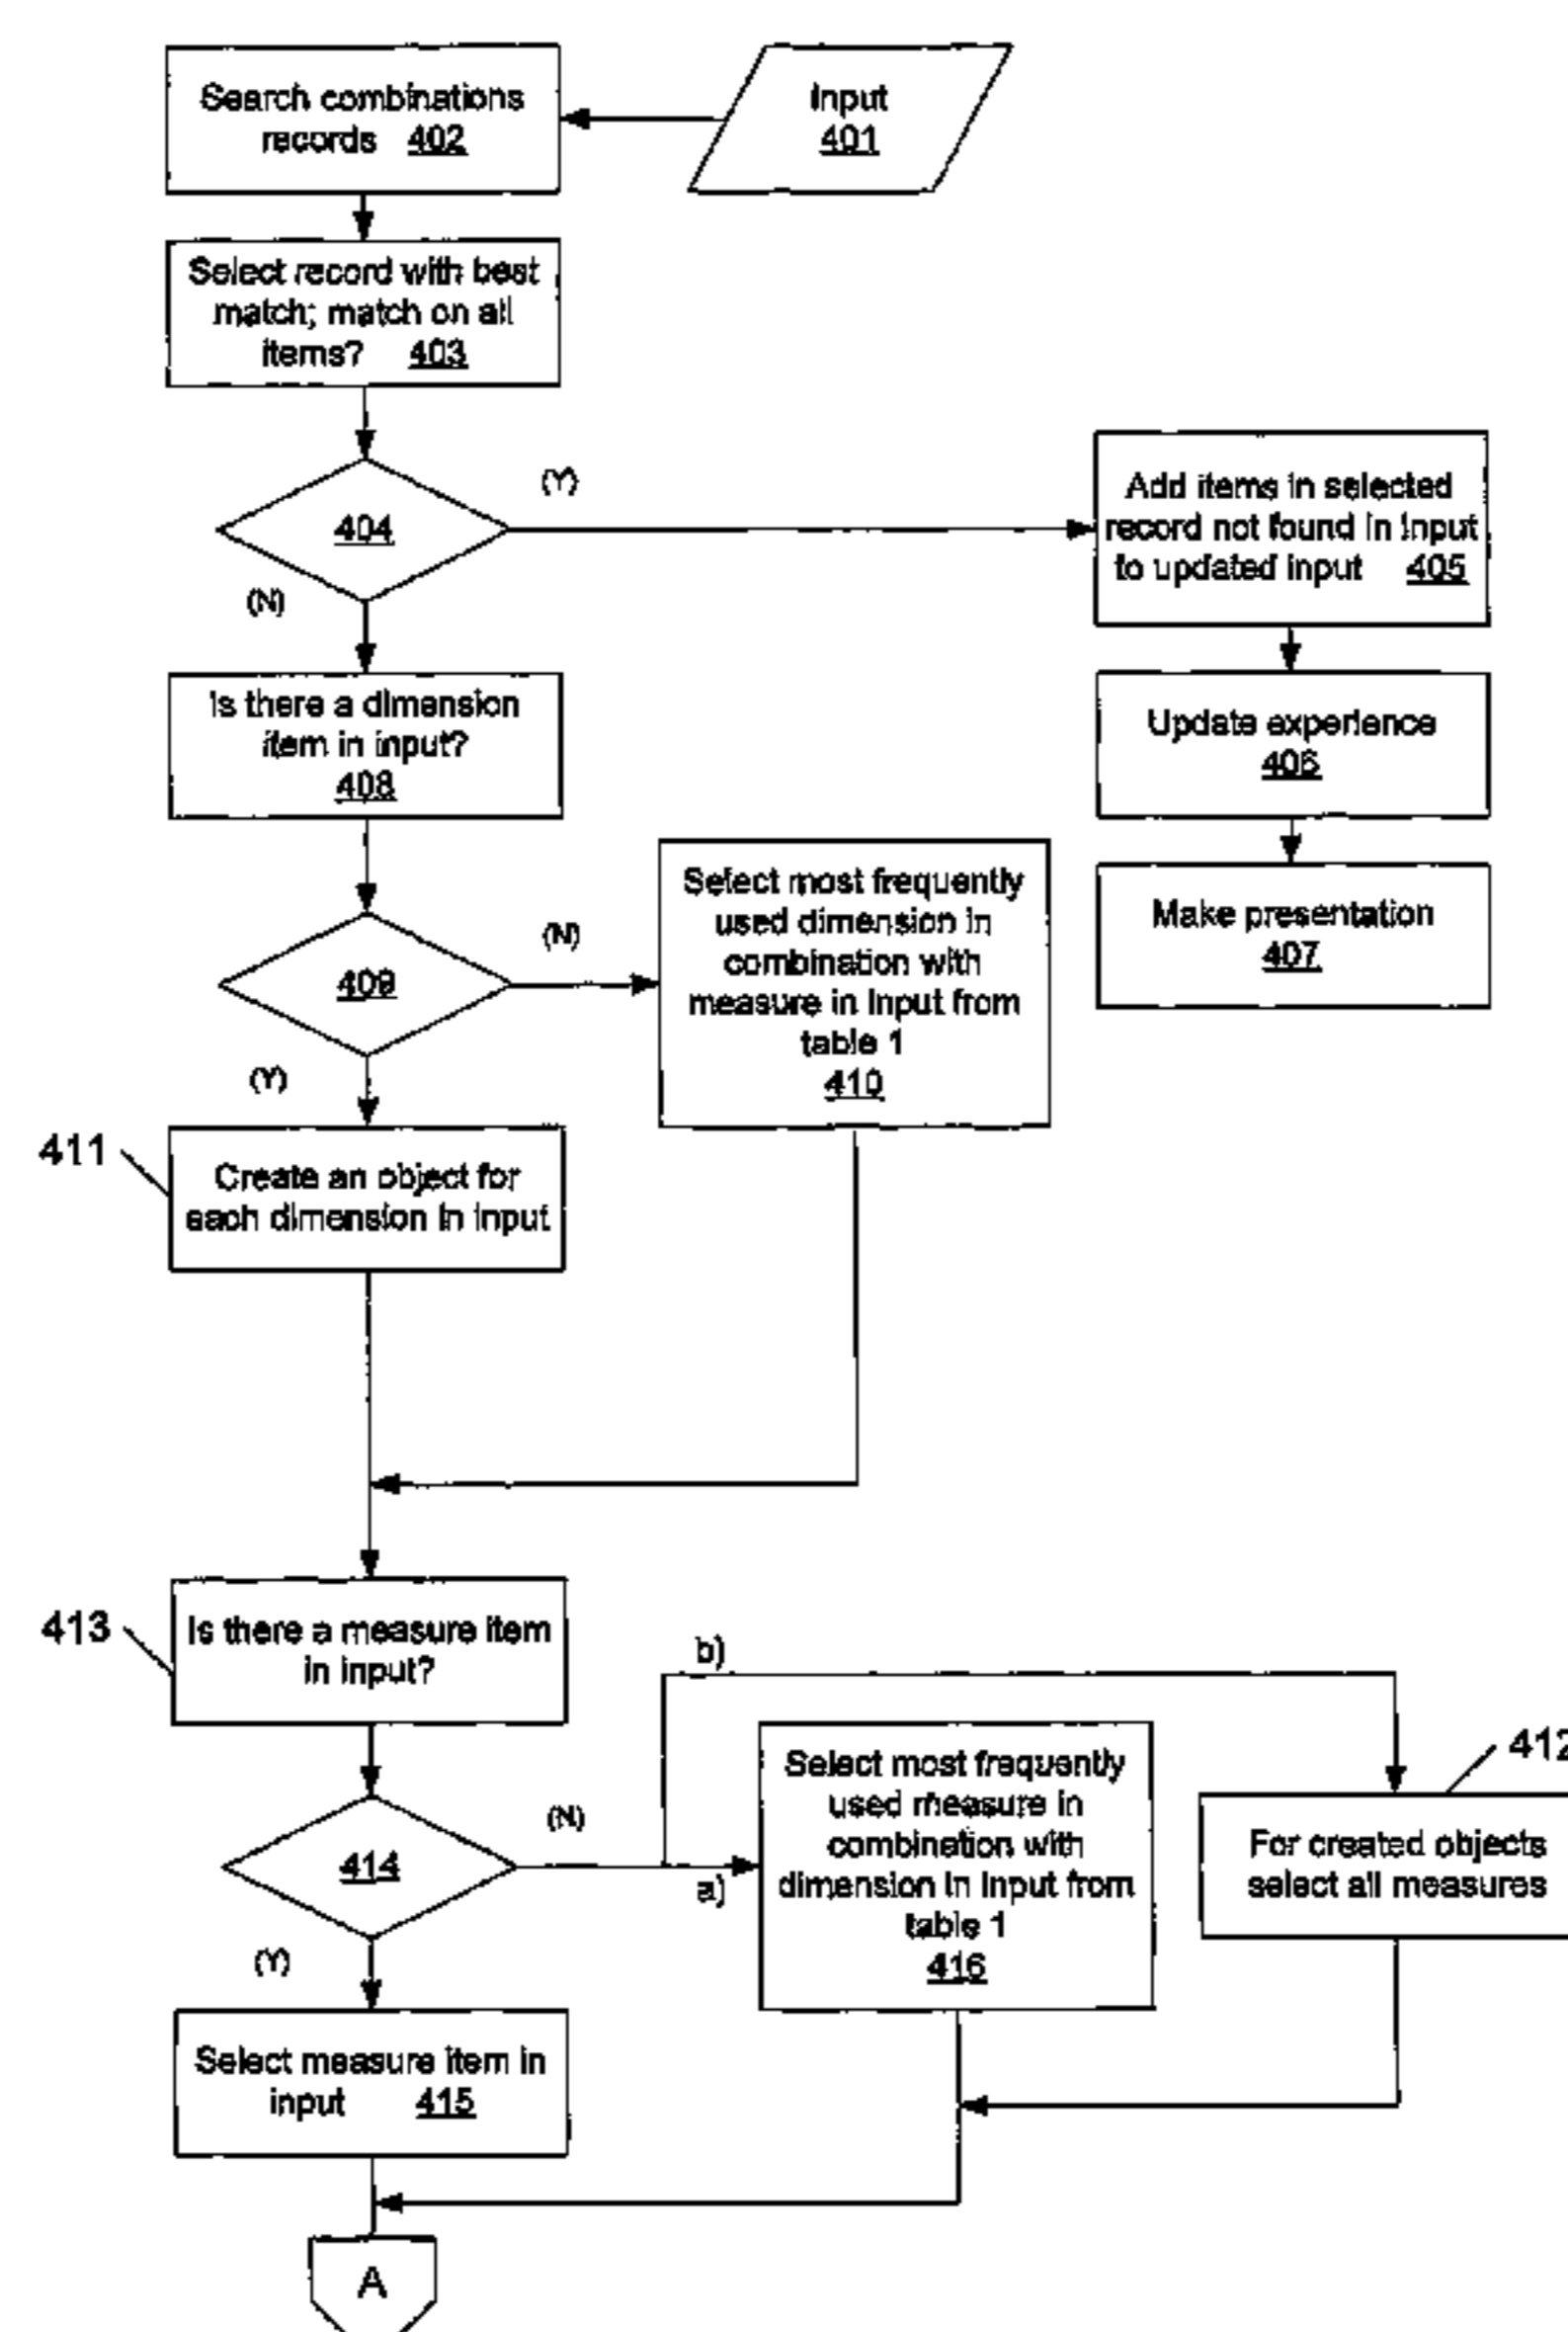 Search combinations
records 402
Input
401
Select record with best
match; match on all
items? 403
404
(Y)
(N)
Add items in selected
record not found in input
to updated input 405
Update experience
406
Make presentation
407
Is there a dimension
item in input?
408
409
(N)
(Y)
Select most frequently
used dimension in
combination with
measure in input from
table 1
410
411
Create an object for
each dimension in input
413
Is there a measure item
in input?
414
(N)
(Y)
b)
a)
Select most frequently
used measure in
combination with
dimension in input from
table 1
416
412
For created objects
select all measures
Select measure item in
input 415
A